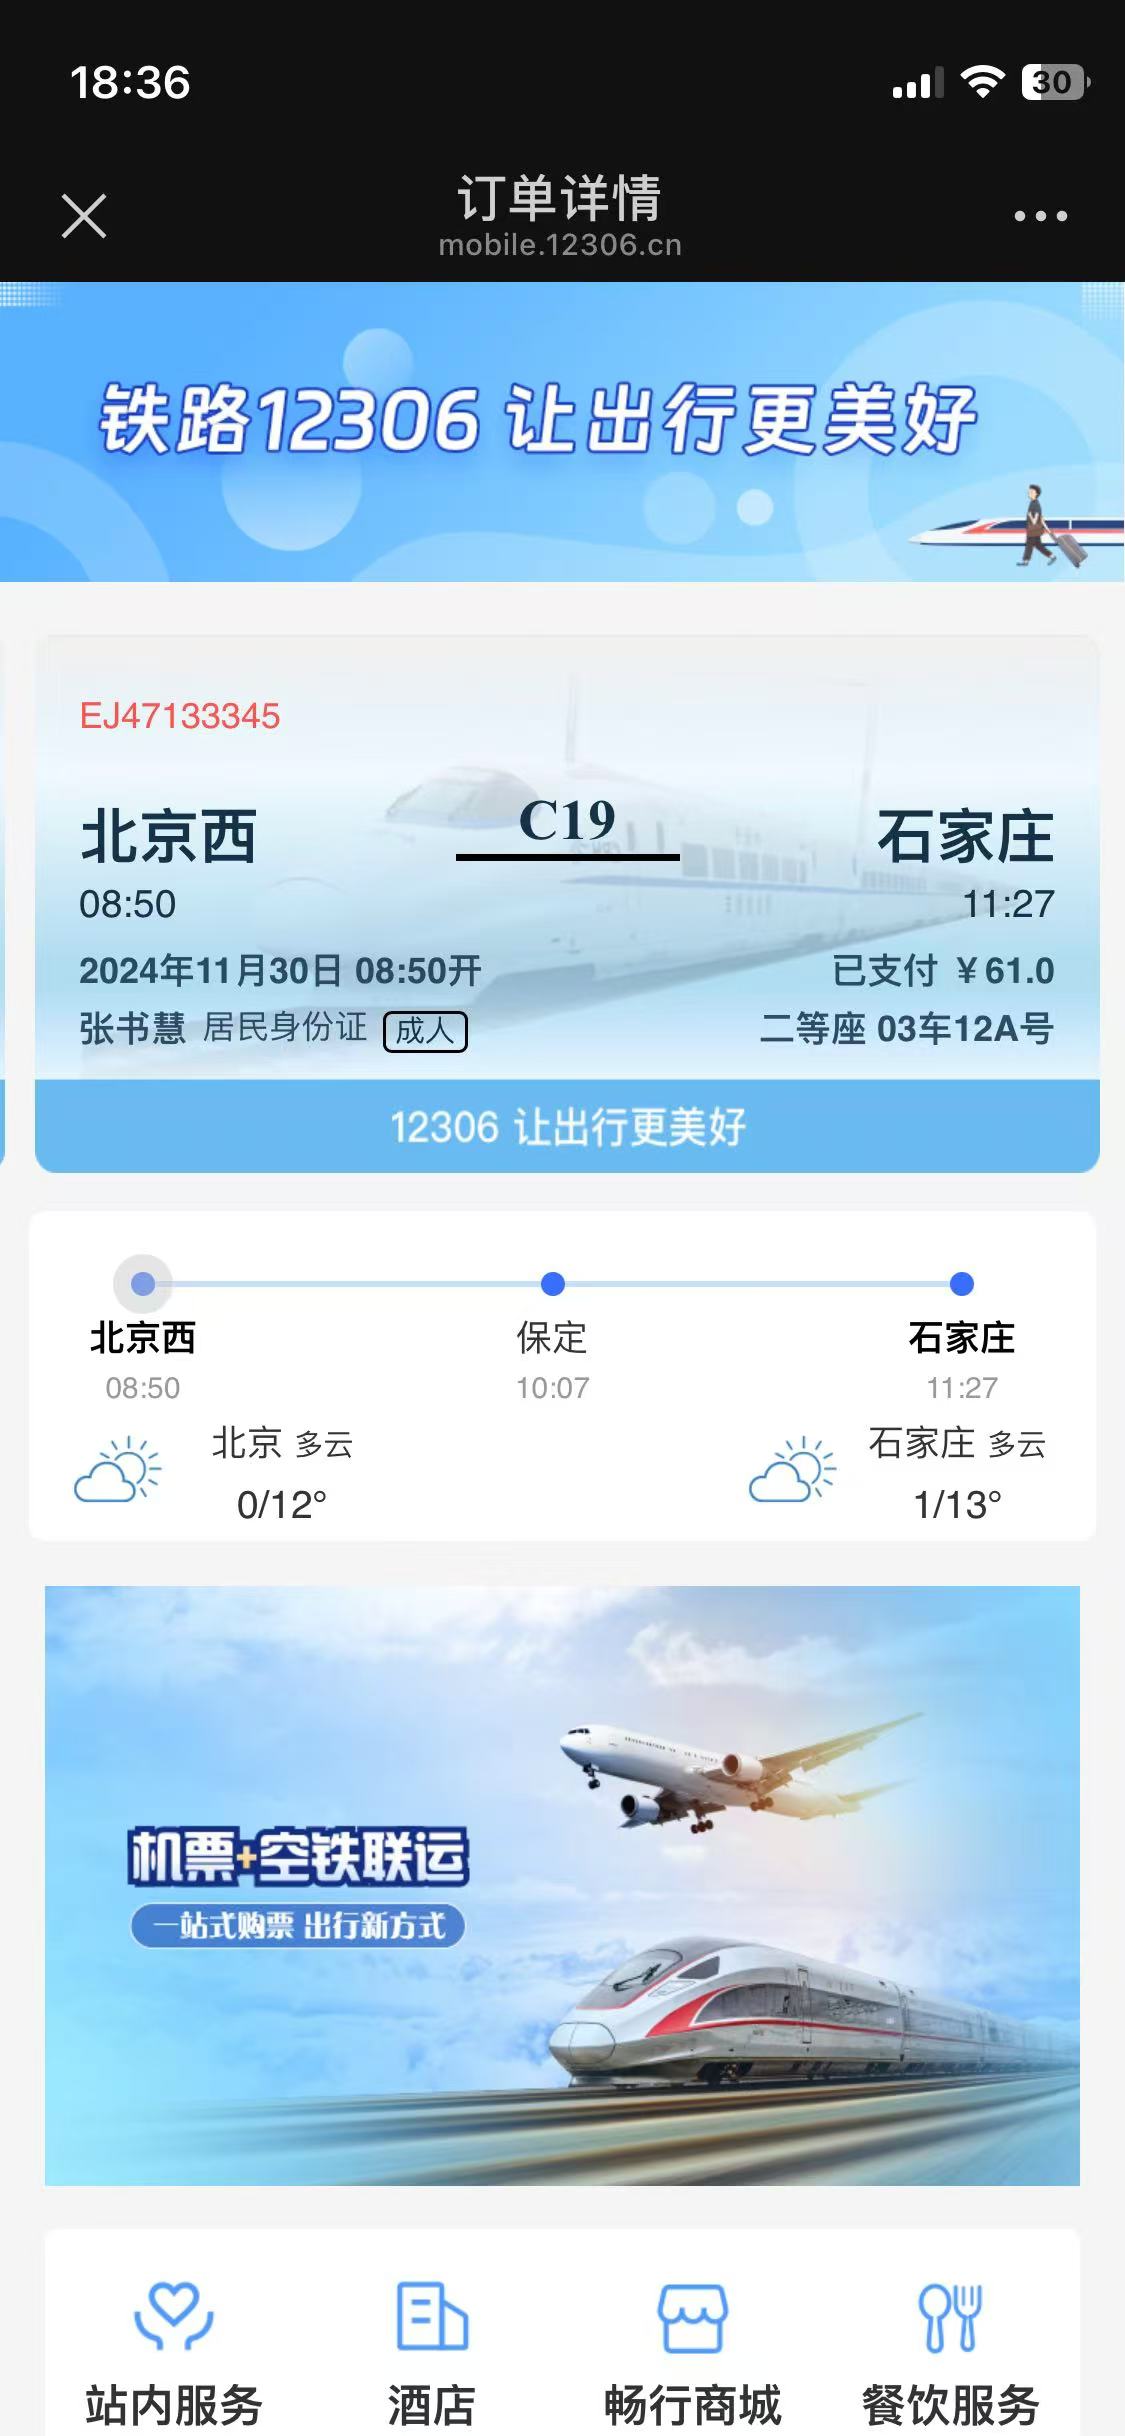 18:36
30
订单详情
mobile.12306.cn
铁路12306 让出行更美好
EJ47133345
北京西 C19 石家庄
08:50 11:27
2024年11月30日 08:50开 已支付 ¥61.0
张书慧 居民身份证 成人 二等座 03车12A号
12306 让出行更美好
北京西 保定 石家庄
08:50 10:07 11:27
北京 多云 石家庄 多云
0/12° 1/13°
机票+空铁联运
一站式购票 出行新方式
站内服务 酒店 畅行商城 餐饮服务